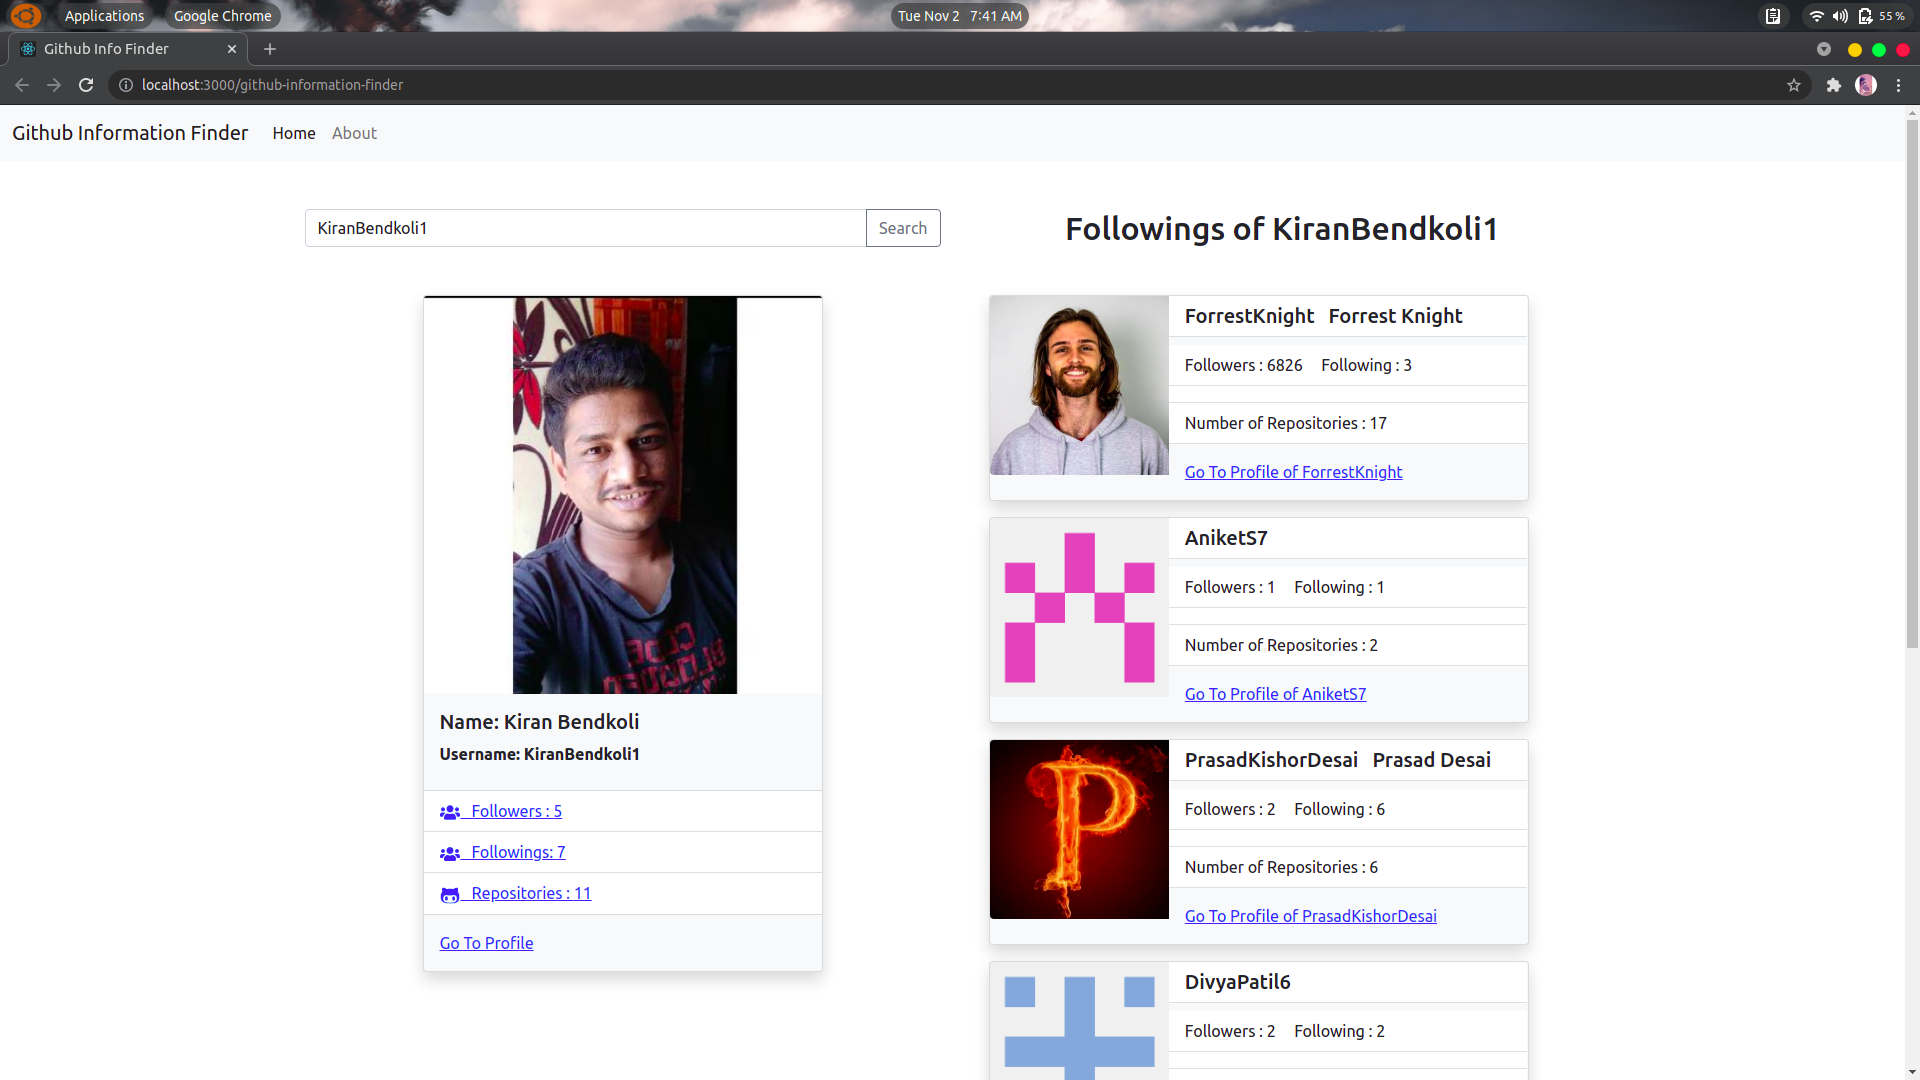 Applications
Google Chrome
Tue Nov 2 7:41 AM
55 %
Github Info Finder
localhost:3000/github-information-finder
Github Information Finder
Home
About
KiranBendkoli1
Search
Followings of KiranBendkoli1
Name: Kiran Bendkoli
Username: KiranBendkoli1
Followers : 5
Followings: 7
Repositories : 11
Go To Profile
ForrestKnight Forrest Knight
Followers : 6826 Following : 3
Number of Repositories : 17
Go To Profile of ForrestKnight
AniketS7
Followers : 1 Following : 1
Number of Repositories : 2
Go To Profile of AniketS7
P
PrasadKishorDesai Prasad Desai
Followers : 2 Following : 6
Number of Repositories : 6
Go To Profile of PrasadKishorDesai
DivyaPatil6
Followers : 2 Following : 2